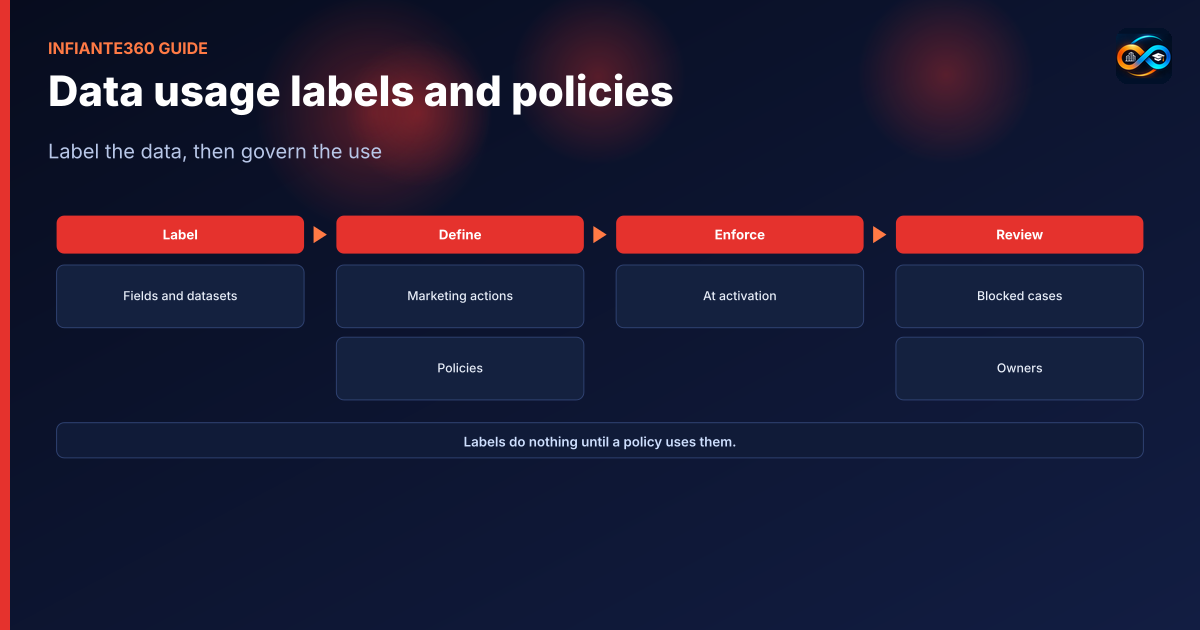 INFIANTE360 GUIDE
Data usage labels and policies
Label the data, then govern the use
Label
Define
Enforce
Review
Fields and datasets
Marketing actions
At activation
Blocked cases
Policies
Owners
Labels do nothing until a policy uses them.